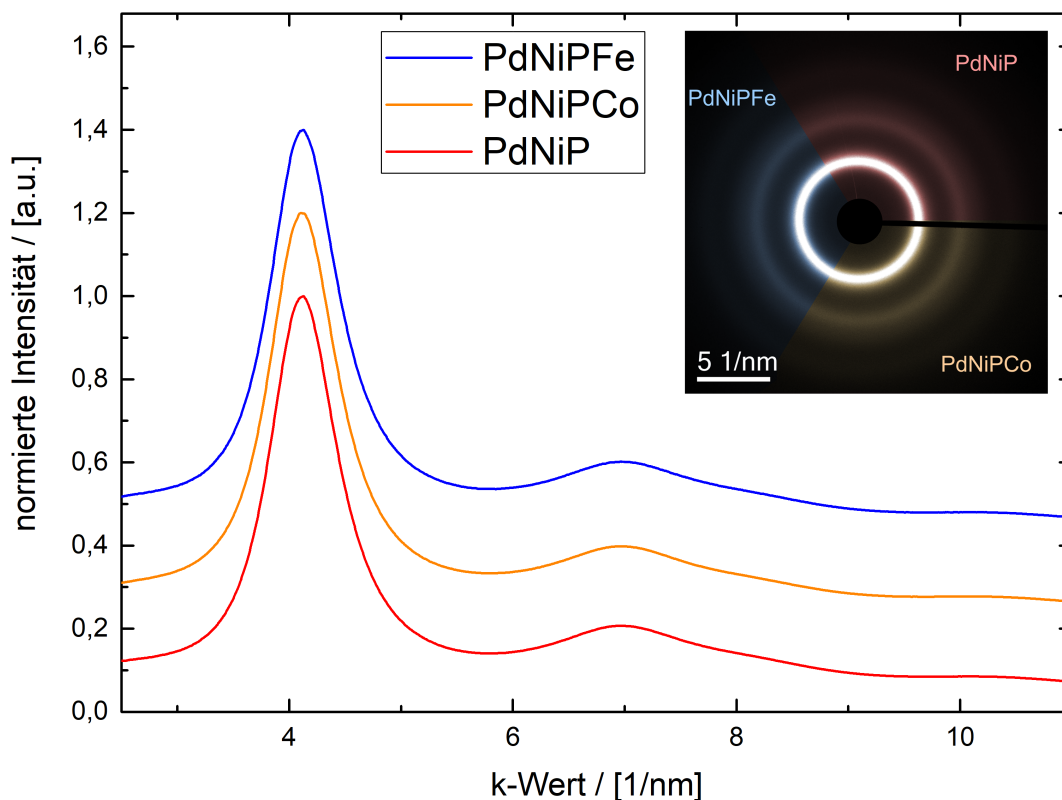 1,6
1,4
1,2
1,0
0,8
0,6
0,4
0,2
0,0
normierte Intensität / [a.u.]
PdNiPFe
PdNiPCo
PdNiP
PdNiP
PdNiPFe
PdNiPCo
5 1/nm
4 6 8 10
k-Wert / [1/nm]